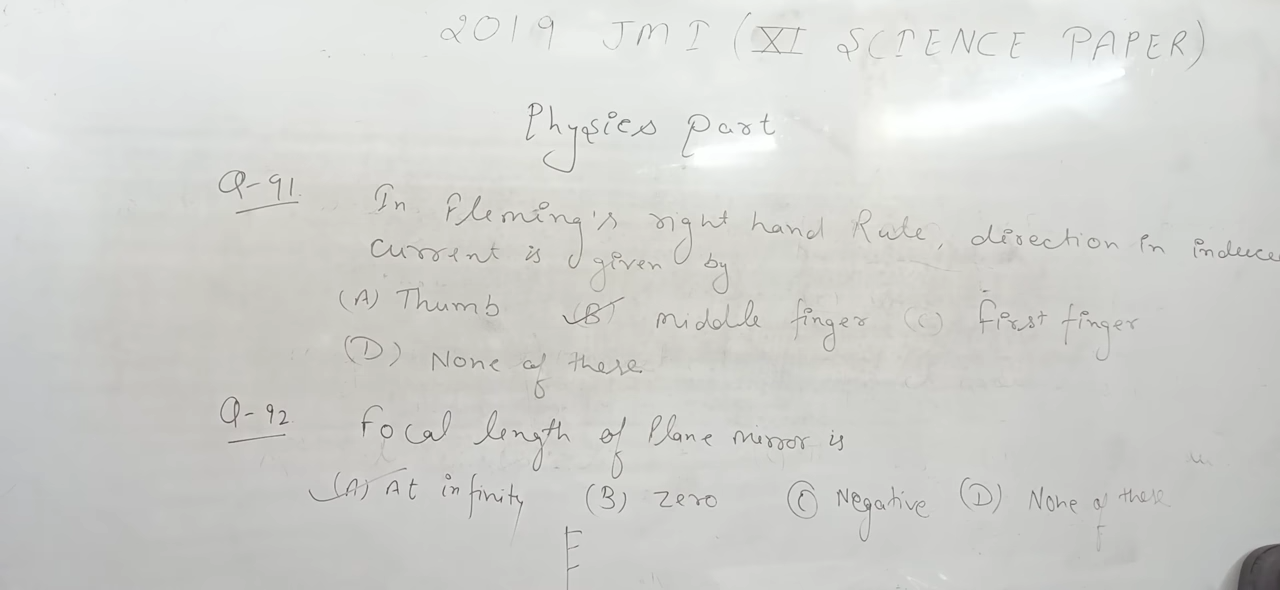 2019 JMI (XI SCIENCE PAPER)
Physics Part
Q-91. In Fleming's right hand Rule, direction in induce
current is given by
(A) Thumb (B) middle finger (C) First finger
(D) None of these
Q-92. Focal length of Plane mirror is
(A) At infinity (B) Zero (C) Negative (D) None of these